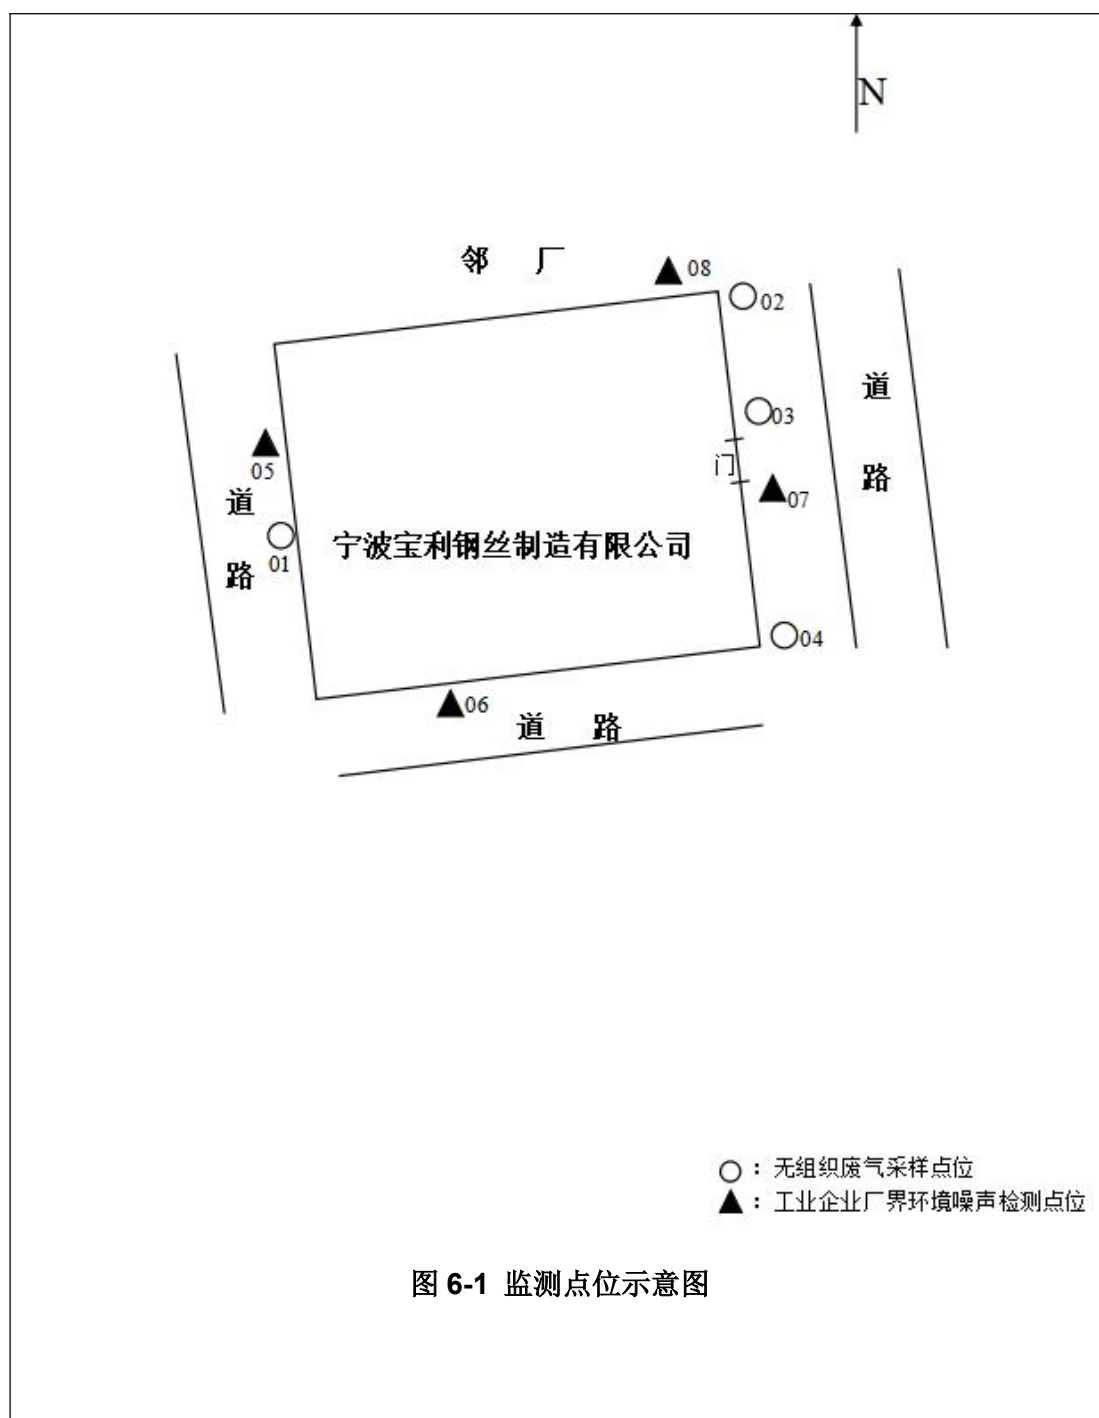 N
邻 厂
08
02
道
路
03
门
07
05
道
路
01
宁波宝利钢丝制造有限公司
04
06
道 路
○：无组织废气采样点位
▲：工业企业厂界环境噪声检测点位
图 6-1 监测点位示意图